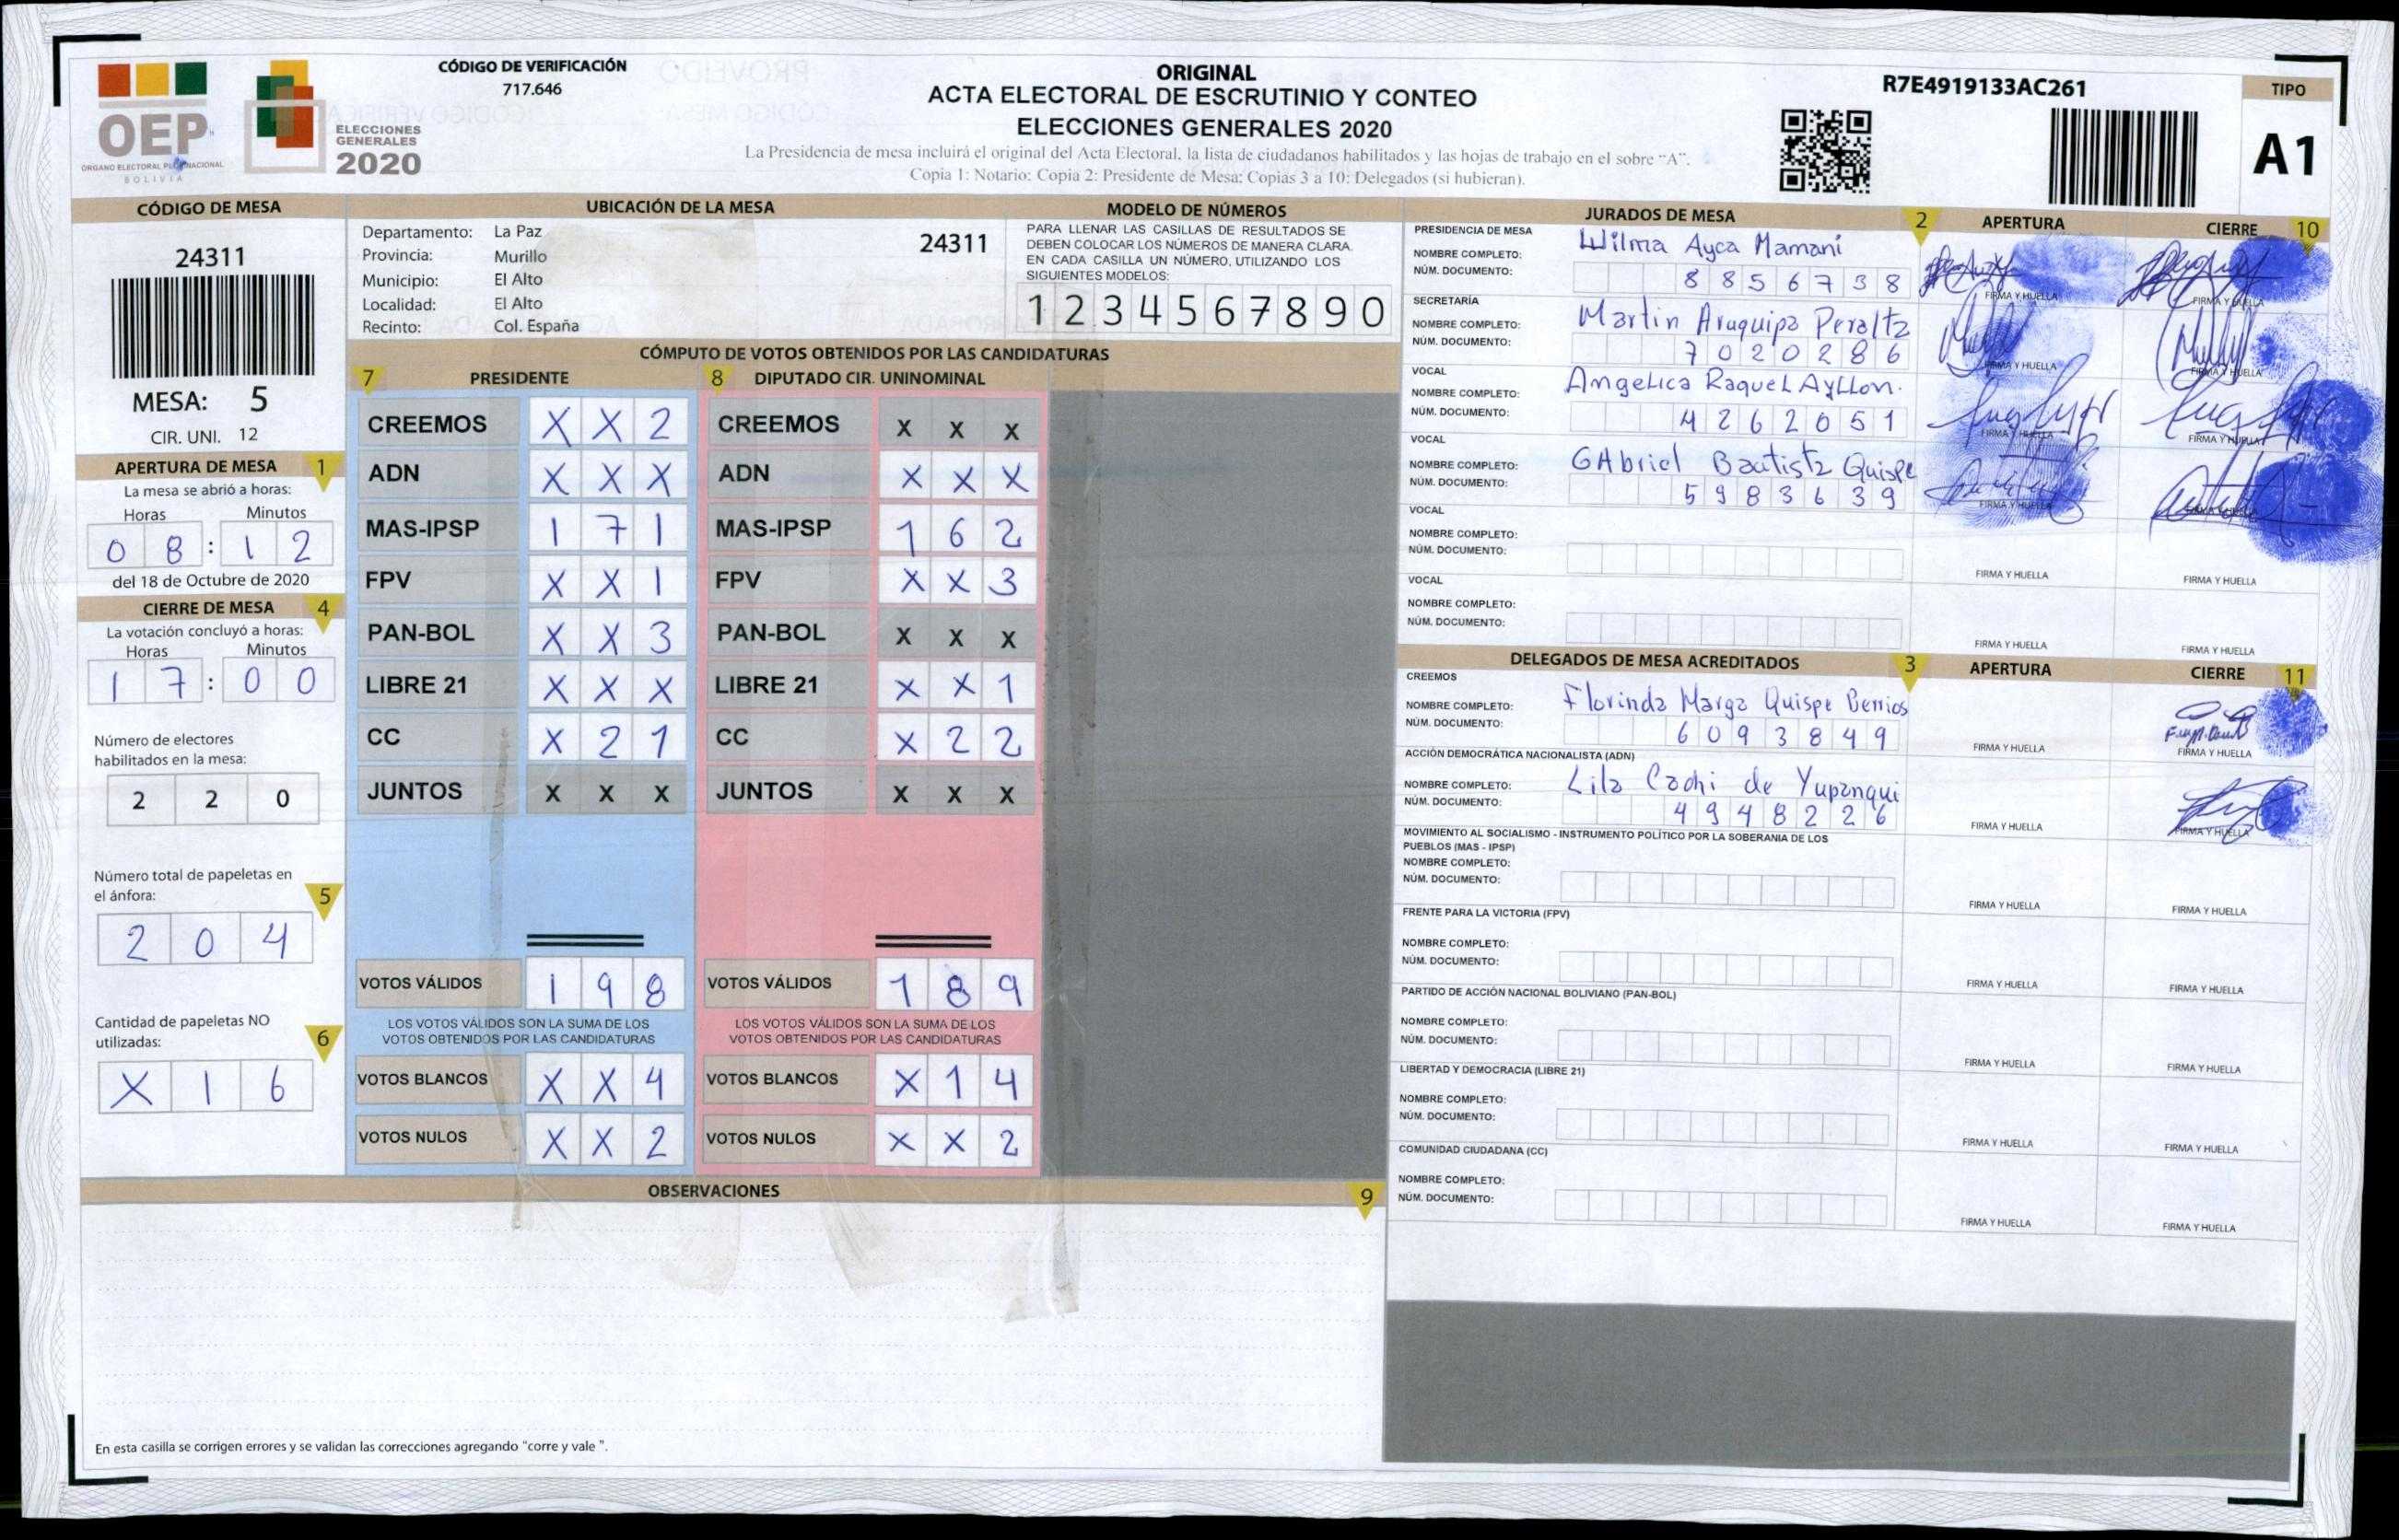 CÓDIGO DE VERIFICACIÓN
717.646
OEP
ÓRGANO ELECTORAL PLURINACIONAL
BOLIVIA
ELECCIONES
GENERALES
2020
ORIGINAL
ACTA ELECTORAL DE ESCRUTINIO Y CONTEO
ELECCIONES GENERALES 2020
La Presidencia de mesa incluirá el original del Acta Electoral, la lista de ciudadanos habilitados y las hojas de trabajo en el sobre "A".
Copia 1: Notario; Copia 2: Presidente de Mesa; Copias 3 a 10: Delegados (si hubieran).
R7E4919133AC261
TIPO
A1
CÓDIGO DE MESA
24311
MESA: 5
CIR. UNI. 12
UBICACIÓN DE LA MESA
Departamento: La Paz
Provincia: Murillo
Municipio: El Alto
Localidad: El Alto
Recinto: Col. España
24311
MODELO DE NÚMEROS
PARA LLENAR LAS CASILLAS DE RESULTADOS SE
DEBEN COLOCAR LOS NÚMEROS DE MANERA CLARA.
EN CADA CASILLA UN NÚMERO, UTILIZANDO LOS
SIGUIENTES MODELOS:
1 2 3 4 5 6 7 8 9 0
APERTURA DE MESA 1
La mesa se abrió a horas:
Horas Minutos
0 8 : 1 2
del 18 de Octubre de 2020
CIERRE DE MESA 4
La votación concluyó a horas:
Horas Minutos
1 7 : 0 0
Número de electores
habilitados en la mesa:
2 2 0
Número total de papeletas en
el ánfora: 5
2 0 4
Cantidad de papeletas NO
utilizadas: 6
X 1 6
CÓMPUTO DE VOTOS OBTENIDOS POR LAS CANDIDATURAS
7 PRESIDENTE
CREEMOS X X 2
ADN X X X
MAS-IPSP 1 7 1
FPV X X 1
PAN-BOL X X 3
LIBRE 21 X X X
CC X 2 1
JUNTOS X X X
VOTOS VÁLIDOS 1 9 8
LOS VOTOS VÁLIDOS SON LA SUMA DE LOS
VOTOS OBTENIDOS POR LAS CANDIDATURAS
VOTOS BLANCOS X X 4
VOTOS NULOS X X 2
8 DIPUTADO CIR. UNINOMINAL
CREEMOS X X X
ADN X X X
MAS-IPSP 1 6 2
FPV X X 3
PAN-BOL X X X
LIBRE 21 X X 1
CC X 2 2
JUNTOS X X X
VOTOS VÁLIDOS 1 8 9
LOS VOTOS VÁLIDOS SON LA SUMA DE LOS
VOTOS OBTENIDOS POR LAS CANDIDATURAS
VOTOS BLANCOS X 1 4
VOTOS NULOS X X 2
OBSERVACIONES 9
En esta casilla se corrigen errores y se validan las correcciones agregando "corre y vale ".
JURADOS DE MESA 2 APERTURA CIERRE 10
PRESIDENCIA DE MESA
NOMBRE COMPLETO: Wilma Ayca Mamani
NÚM. DOCUMENTO: 8 8 5 6 7 3 8
FIRMA Y HUELLA FIRMA Y HUELLA
SECRETARÍA
NOMBRE COMPLETO: Martin Aruquipa Peralta
NÚM. DOCUMENTO: 7 0 2 0 2 8 6
FIRMA Y HUELLA FIRMA Y HUELLA
VOCAL
NOMBRE COMPLETO: Angelica Raquel Ayllon.
NÚM. DOCUMENTO: 4 2 6 2 0 5 1
FIRMA Y HUELLA FIRMA Y HUELLA
VOCAL
NOMBRE COMPLETO: GAbriel Bautista Quispe
NÚM. DOCUMENTO: 5 9 8 3 6 3 9
FIRMA Y HUELLA FIRMA Y HUELLA
VOCAL
NOMBRE COMPLETO:
NÚM. DOCUMENTO:
FIRMA Y HUELLA FIRMA Y HUELLA
VOCAL
NOMBRE COMPLETO:
NÚM. DOCUMENTO:
FIRMA Y HUELLA FIRMA Y HUELLA
DELEGADOS DE MESA ACREDITADOS 3 APERTURA CIERRE 11
CREEMOS
NOMBRE COMPLETO: Florinda Marga Quispe Berrios
NÚM. DOCUMENTO: 6 0 9 3 8 4 9
FIRMA Y HUELLA FIRMA Y HUELLA
ACCIÓN DEMOCRÁTICA NACIONALISTA (ADN)
NOMBRE COMPLETO: Lila Cachi de Yupanqui
NÚM. DOCUMENTO: 4 9 4 8 2 2 6
FIRMA Y HUELLA FIRMA Y HUELLA
MOVIMIENTO AL SOCIALISMO - INSTRUMENTO POLÍTICO POR LA SOBERANIA DE LOS
PUEBLOS (MAS - IPSP)
NOMBRE COMPLETO:
NÚM. DOCUMENTO:
FIRMA Y HUELLA FIRMA Y HUELLA
FRENTE PARA LA VICTORIA (FPV)
NOMBRE COMPLETO:
NÚM. DOCUMENTO:
FIRMA Y HUELLA FIRMA Y HUELLA
PARTIDO DE ACCIÓN NACIONAL BOLIVIANO (PAN-BOL)
NOMBRE COMPLETO:
NÚM. DOCUMENTO:
FIRMA Y HUELLA FIRMA Y HUELLA
LIBERTAD Y DEMOCRACIA (LIBRE 21)
NOMBRE COMPLETO:
NÚM. DOCUMENTO:
FIRMA Y HUELLA FIRMA Y HUELLA
COMUNIDAD CIUDADANA (CC)
NOMBRE COMPLETO:
NÚM. DOCUMENTO:
FIRMA Y HUELLA FIRMA Y HUELLA